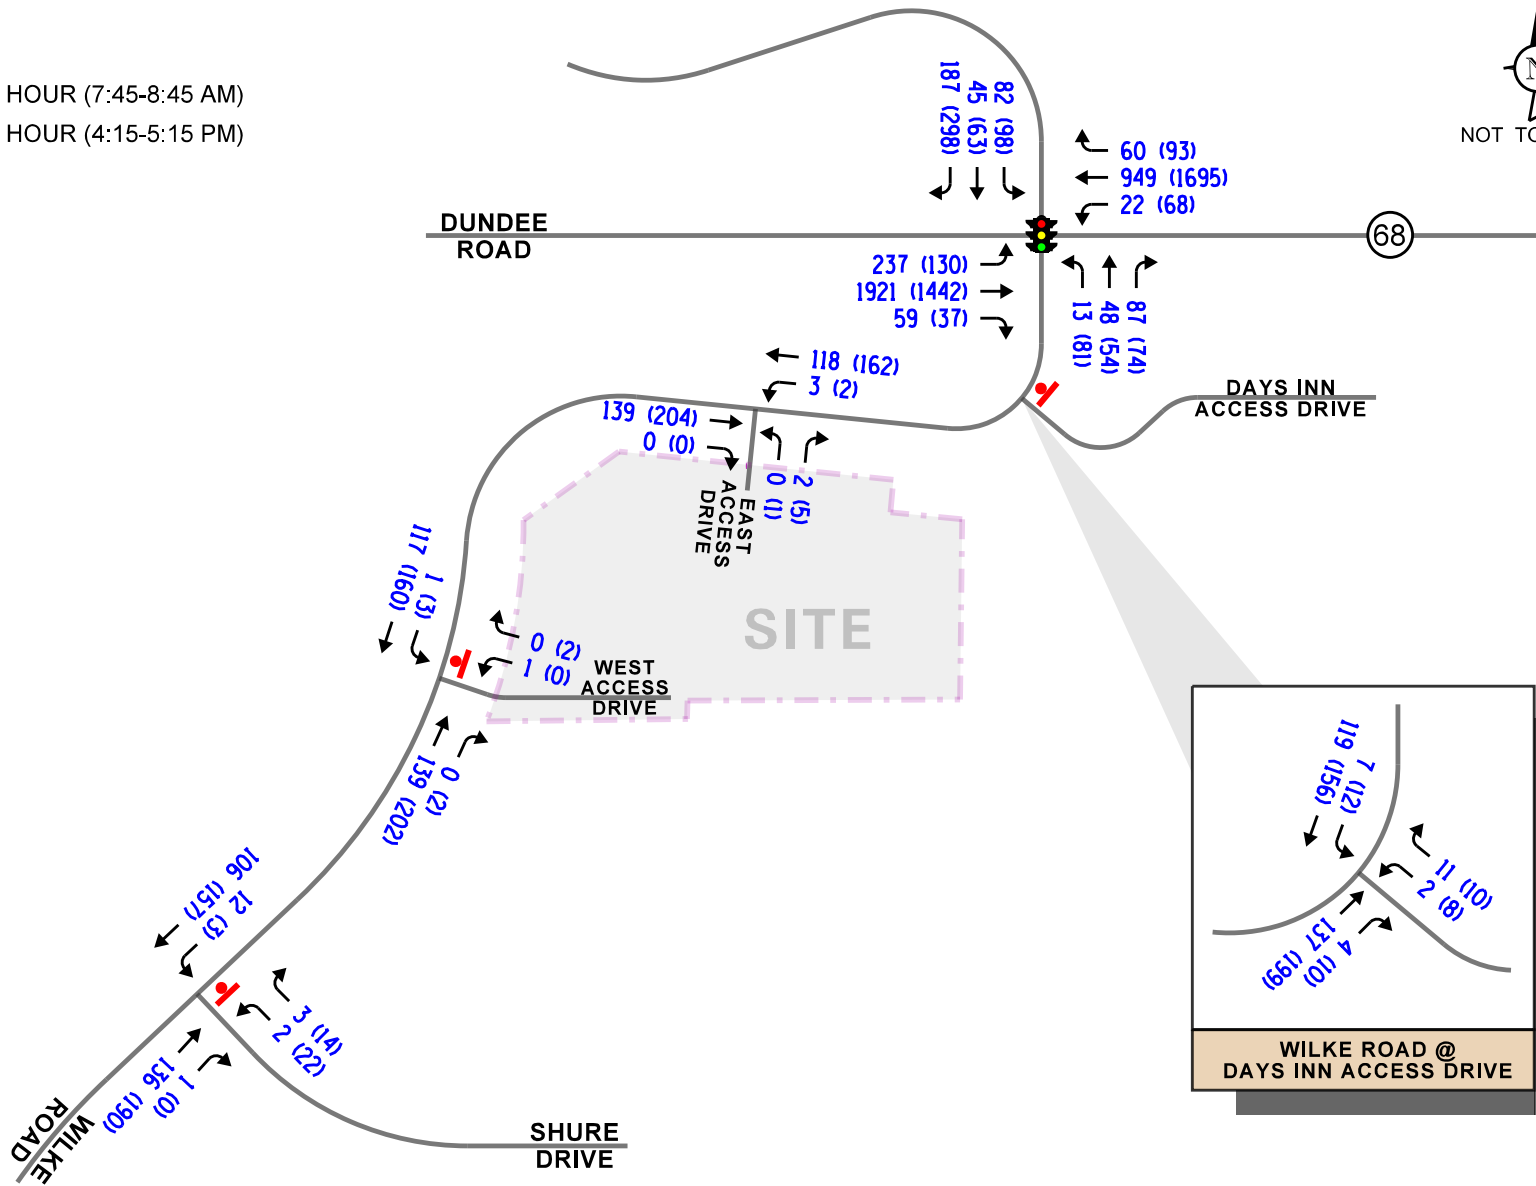 HOUR (7:45-8:45 AM)
HOUR (4:15-5:15 PM)
NOT TO
187 (298)
45 (63)
82 (98)
60 (93)
949 (1695)
22 (68)
DUNDEE
ROAD
68
237 (130)
1921 (1442)
59 (37)
13 (81)
48 (54)
87 (74)
118 (162)
3 (2)
DAYS INN
ACCESS DRIVE
139 (204)
0 (0)
0 (1)
2 (5)
EAST
ACCESS
DRIVE
117 (160)
1 (3)
SITE
0 (2)
1 (0)
WEST
ACCESS
DRIVE
139 (202)
0 (2)
119 (156)
7 (12)
11 (10)
2 (8)
137 (199)
4 (10)
106 (157)
12 (3)
3 (14)
2 (22)
136 (190)
1 (0)
WILKE
ROAD
SHURE
DRIVE
WILKE ROAD @
DAYS INN ACCESS DRIVE